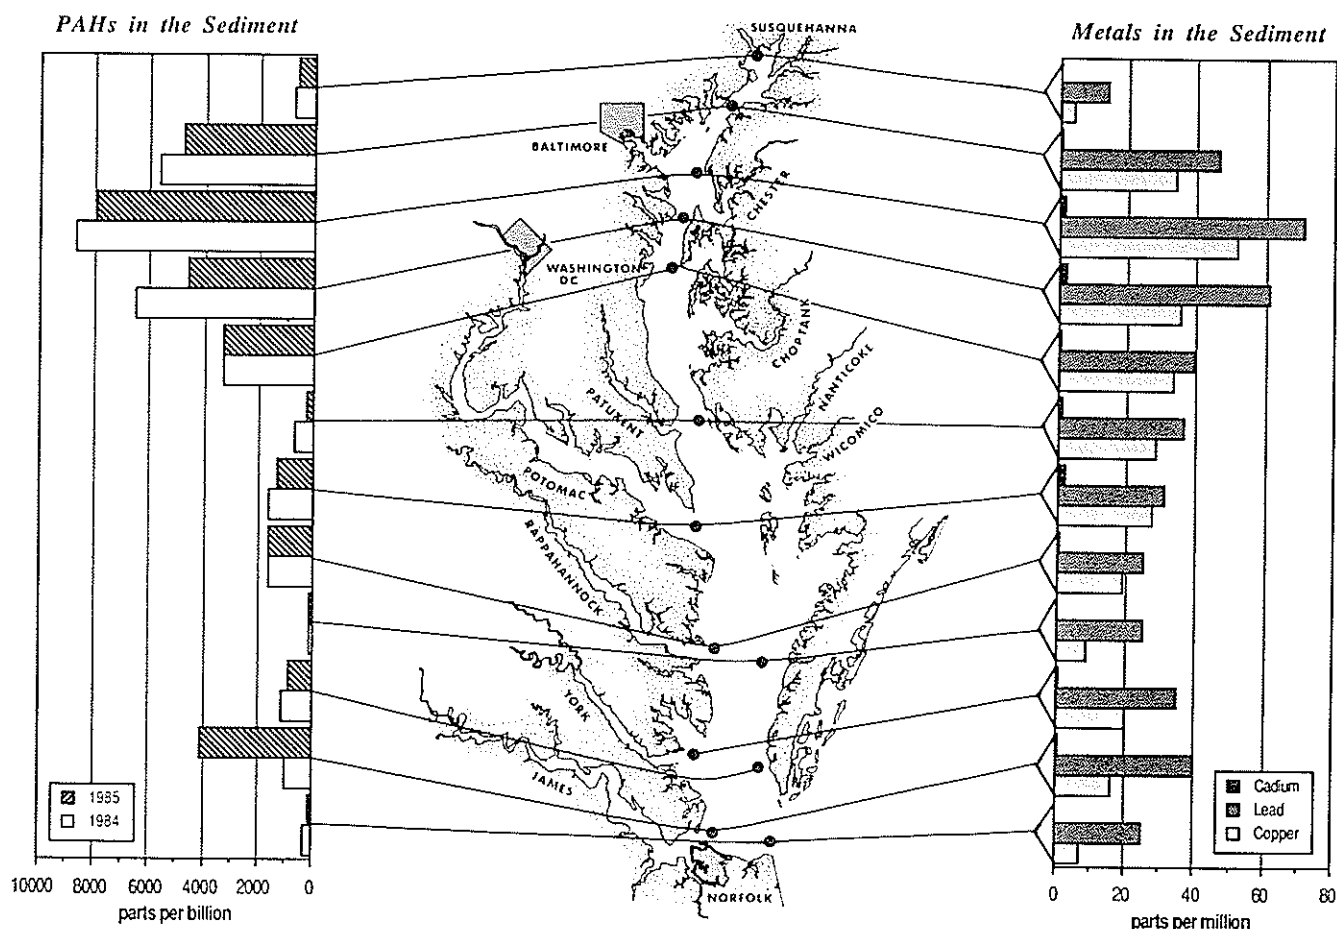 PAHs in the Sediment
SUSQUEHANNA
Metals in the Sediment
BALTIMORE
CHESTER
WASHINGTON
DC
CHOPTANK
NANTICOKE
PATUXENT
WICOMICO
POTOMAC
RAPPAHANNOCK
YORK
JAMES
1985
1984
Cadium
Lead
Copper
10000 8000 6000 4000 2000 0
parts per billion
NORFOLK
0 20 40 60 80
parts per million